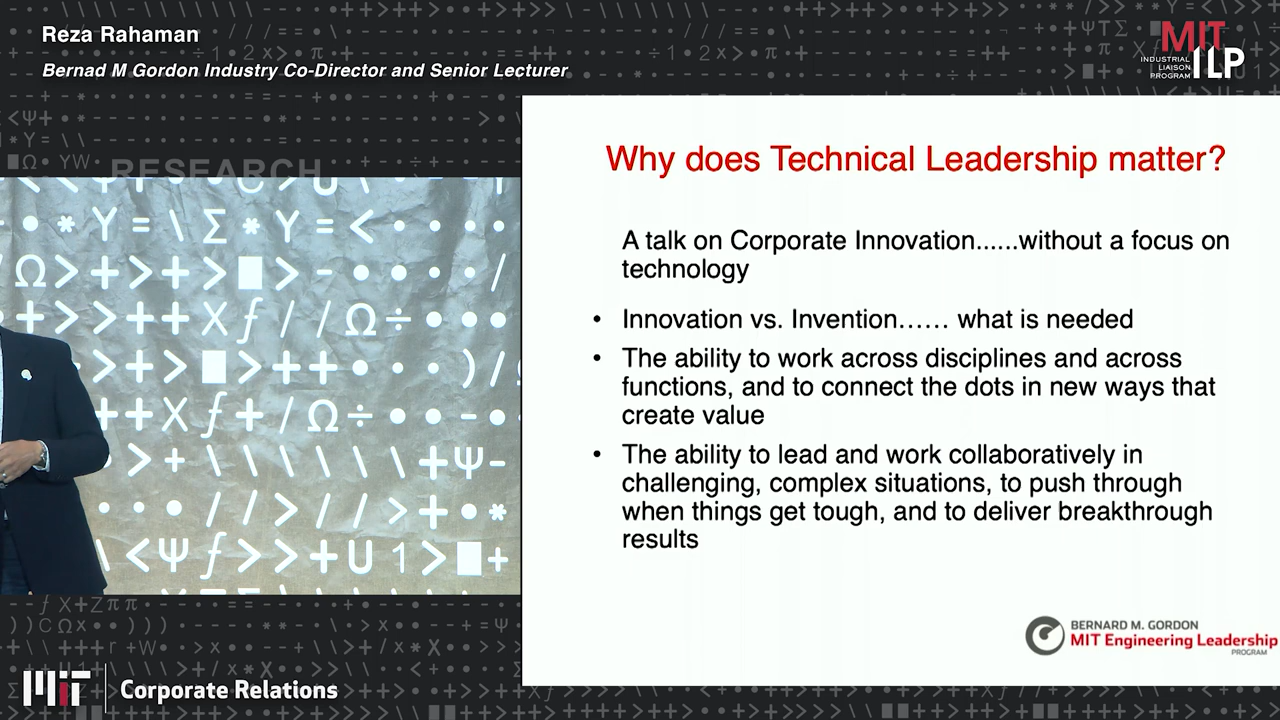 Reza Rahaman
Bernad M Gordon Industry Co-Director and Senior Lecturer
MIT
INDUSTRIAL
LIAISON
PROGRAM
ILP
RESEARCH
Why does Technical Leadership matter?
A talk on Corporate Innovation......without a focus on
technology
• Innovation vs. Invention…… what is needed
• The ability to work across disciplines and across
functions, and to connect the dots in new ways that
create value
• The ability to lead and work collaboratively in
challenging, complex situations, to push through
when things get tough, and to deliver breakthrough
results
BERNARD M. GORDON
MIT Engineering Leadership
PROGRAM
MIT
Corporate Relations